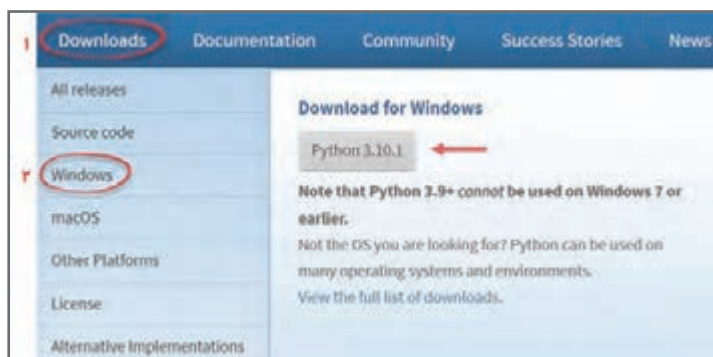 ۱
Downloads Documentation Community Success Stories News
All releases
Source code
۲
Windows
macOS
Other Platforms
License
Alternative Implementations
Download for Windows
Python 3.10.1
Note that Python 3.9+ cannot be used on Windows 7 or
earlier.
Not the OS you are looking for? Python can be used on
many operating systems and environments.
View the full list of downloads.